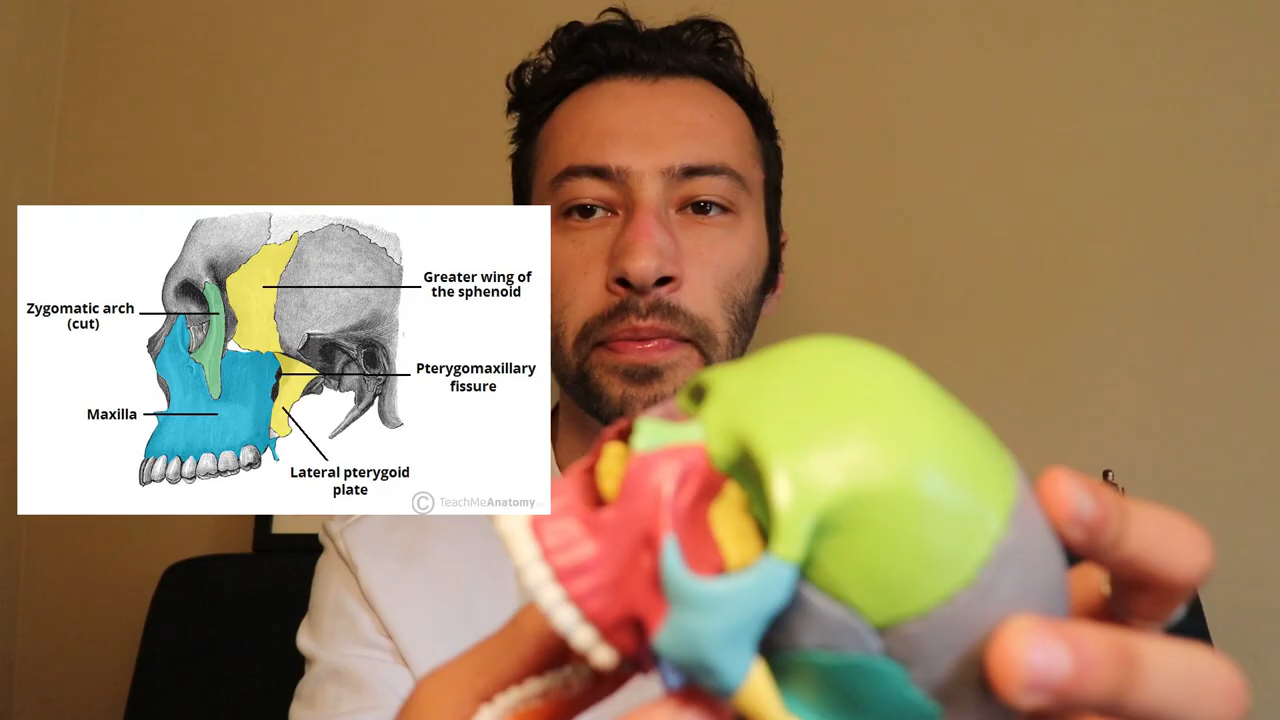 Greater wing of
the sphenoid
Zygomatic arch
(cut)
Pterygomaxillary
fissure
Maxilla
Lateral pterygoid
plate
© TeachMeAnatomy